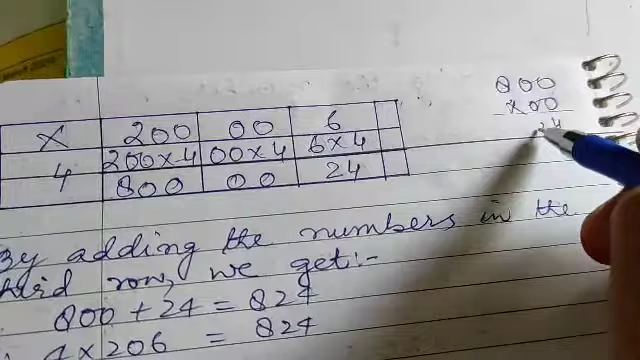 800
× 00
24
× 200 00 6
4 200×4 00×4 6×4
800 00 24
By adding the numbers in the
third row, we get:-
800 + 24 = 824
4×206 = 824